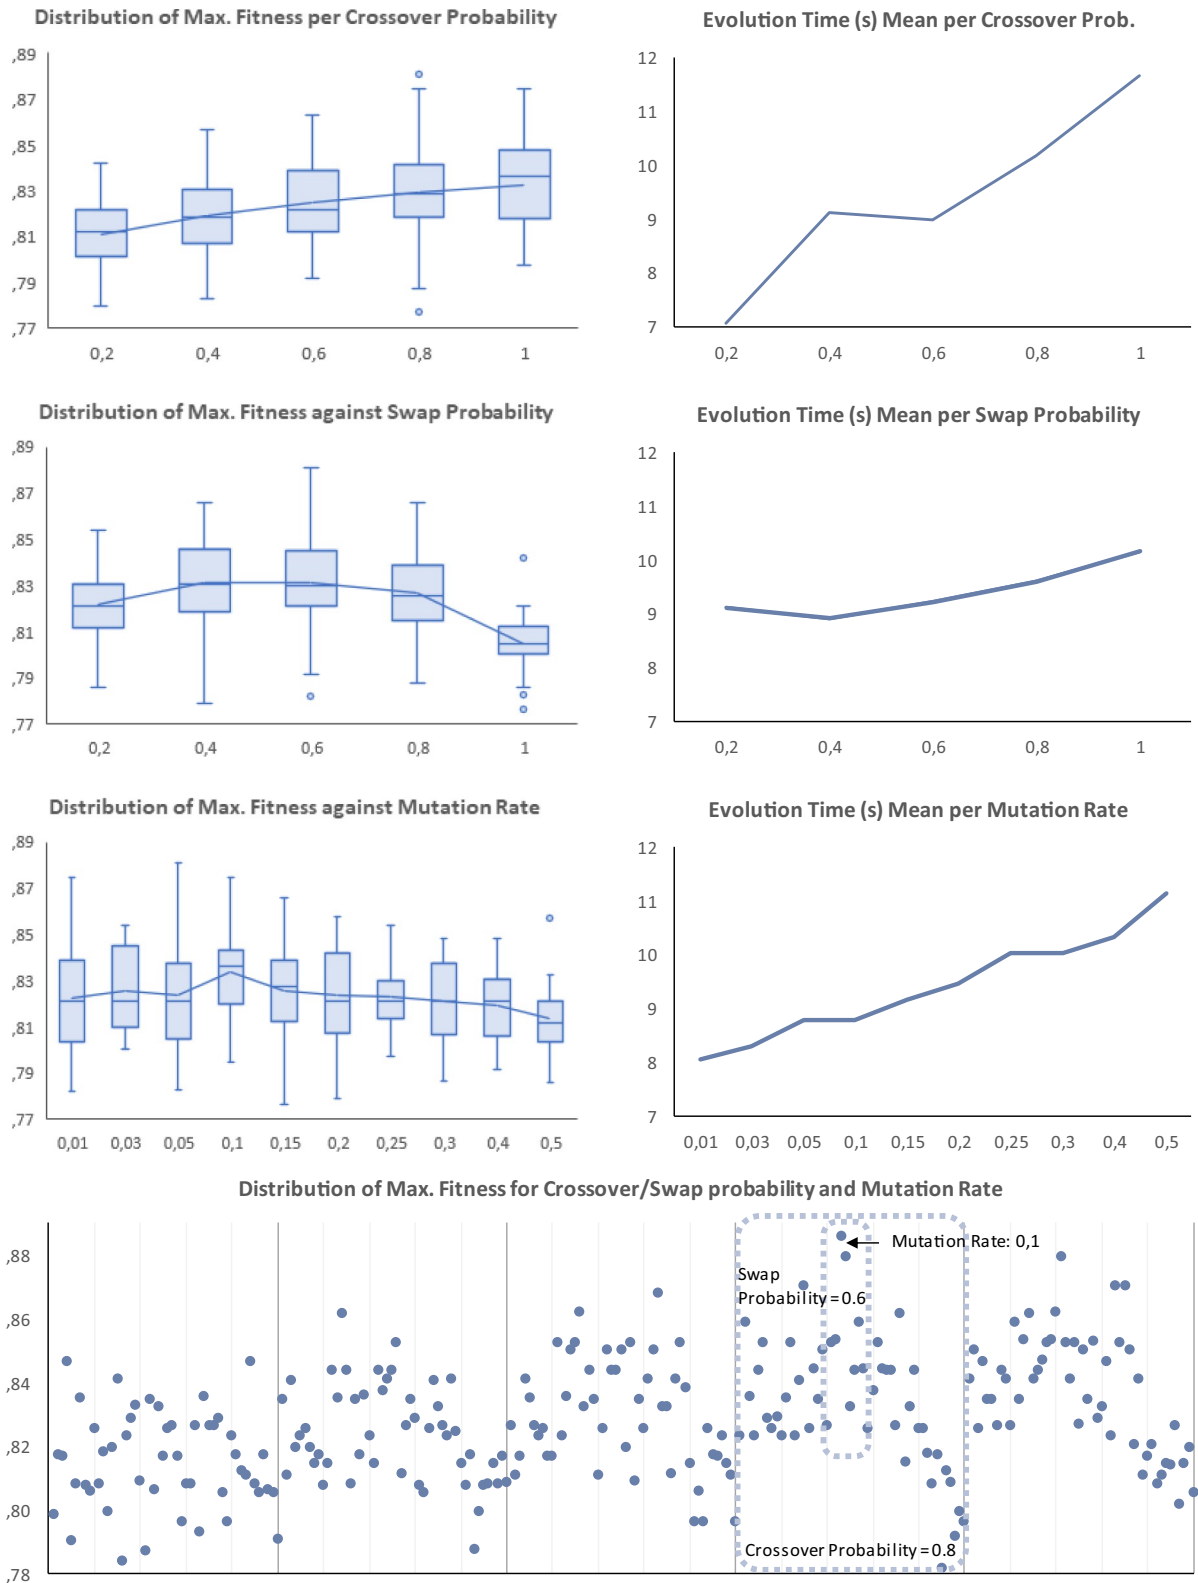 Distribution of Max. Fitness per Crossover Probability
,89
,87
,85
,83
,81
,79
,77
0,2 0,4 0,6 0,8 1
Evolution Time (s) Mean per Crossover Prob.
12
11
10
9
8
7
0,2 0,4 0,6 0,8 1
Distribution of Max. Fitness against Swap Probability
,89
,87
,85
,83
,81
,79
,77
0,2 0,4 0,6 0,8 1
Evolution Time (s) Mean per Swap Probability
12
11
10
9
8
7
0,2 0,4 0,6 0,8 1
Distribution of Max. Fitness against Mutation Rate
,89
,87
,85
,83
,81
,79
,77
0,01 0,03 0,05 0,1 0,15 0,2 0,25 0,3 0,4 0,5
Evolution Time (s) Mean per Mutation Rate
12
11
10
9
8
7
0,01 0,03 0,05 0,1 0,15 0,2 0,25 0,3 0,4 0,5
Distribution of Max. Fitness for Crossover/Swap probability and Mutation Rate
,88
,86
,84
,82
,80
,78
Mutation Rate: 0,1
Swap
Probability = 0.6
Crossover Probability = 0.8